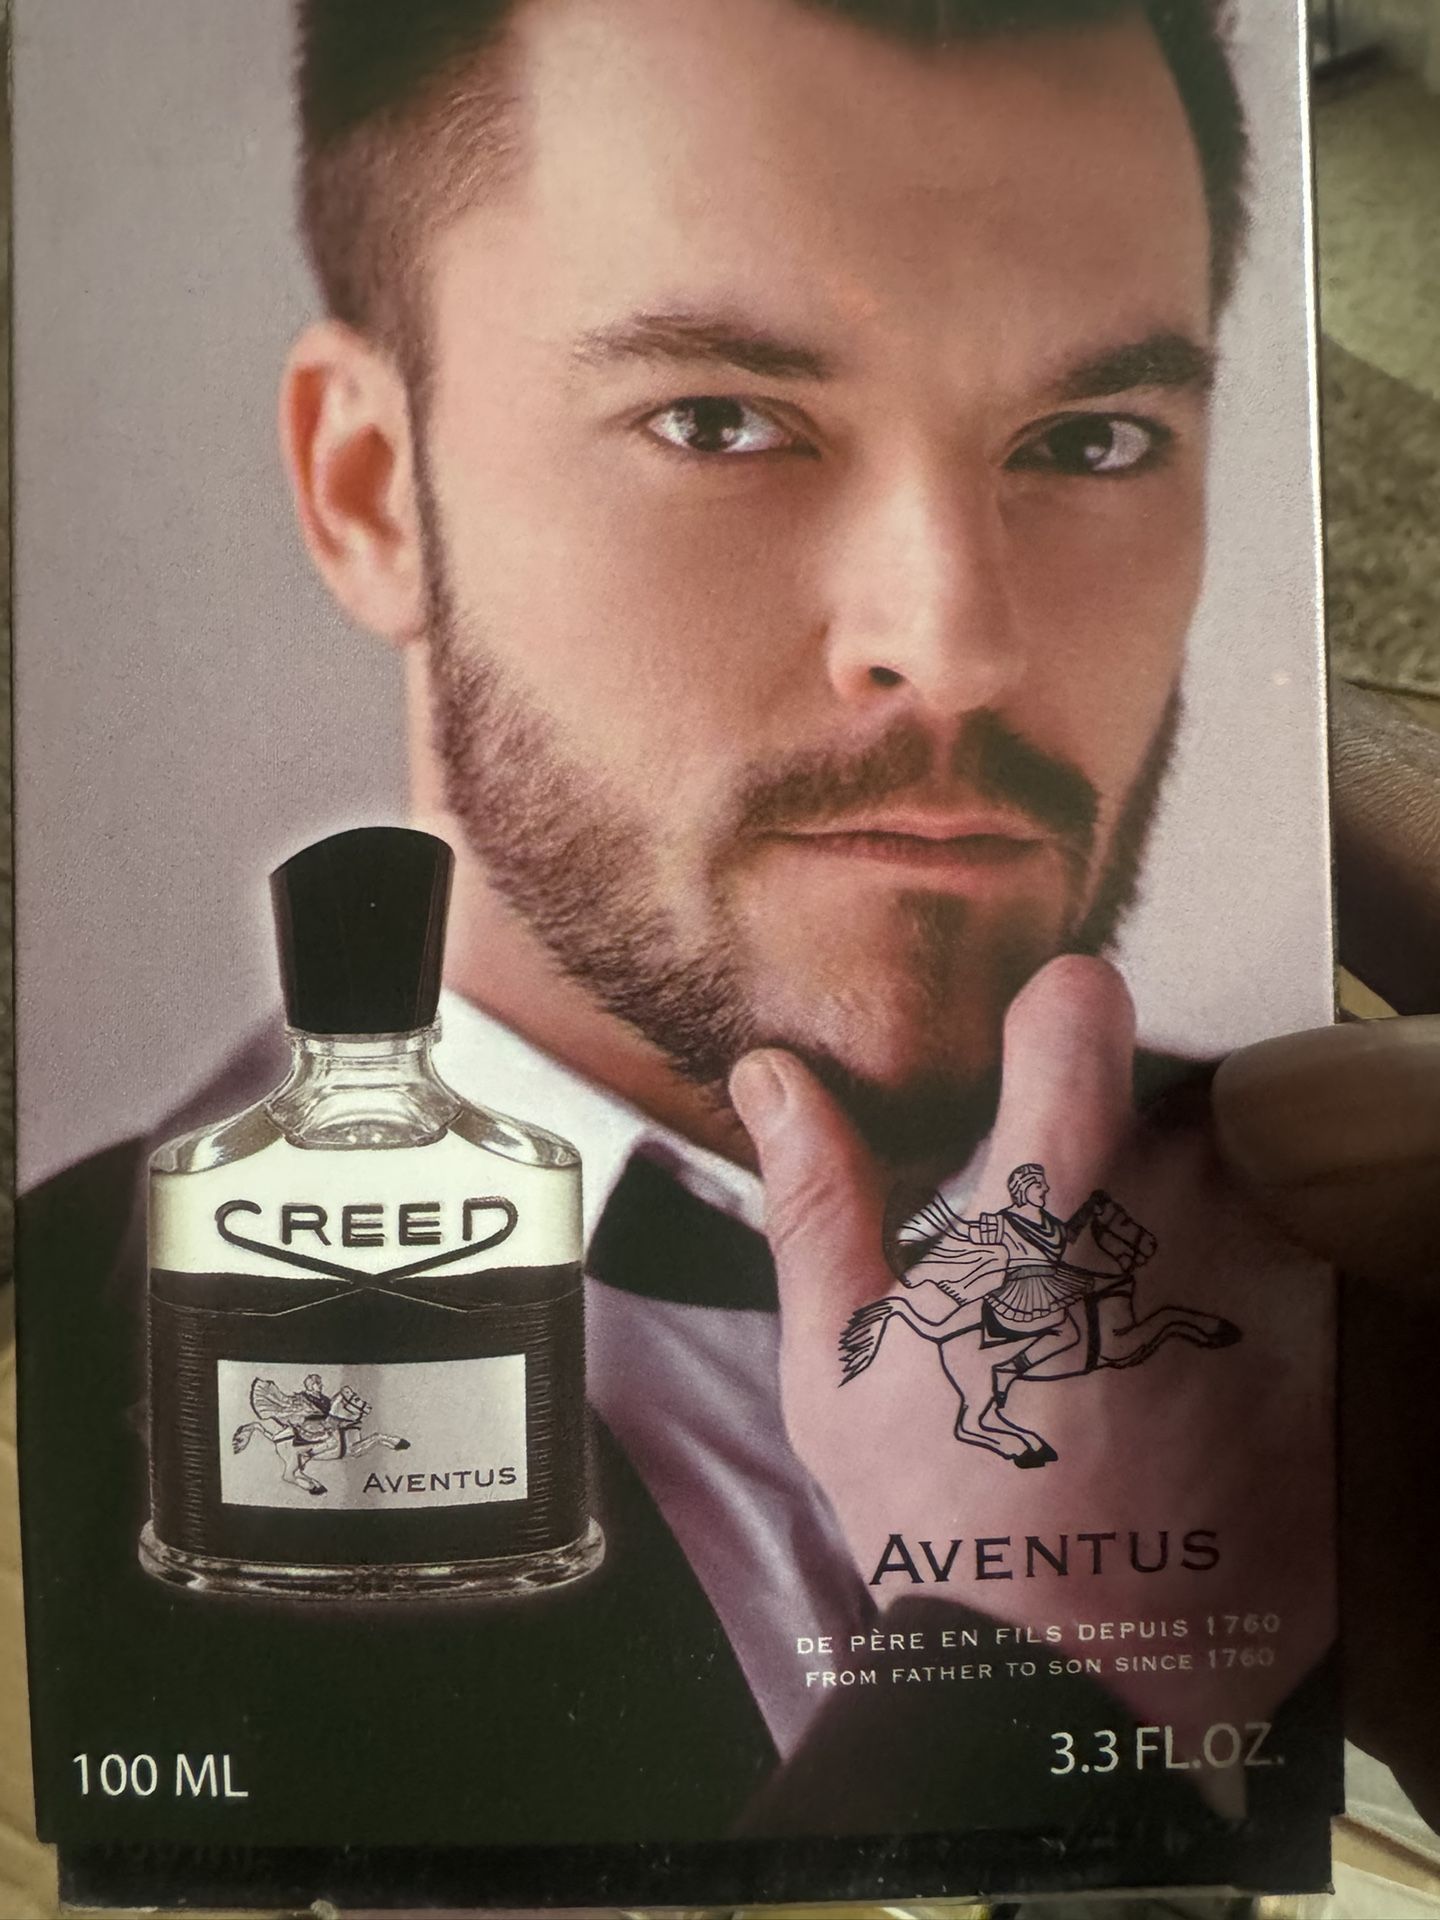 CREED
AVENTUS
AVENTUS
DE PÈRE EN FILS DEPUIS 1760
FROM FATHER TO SON SINCE 1760
100 ML
3.3 FL.OZ.